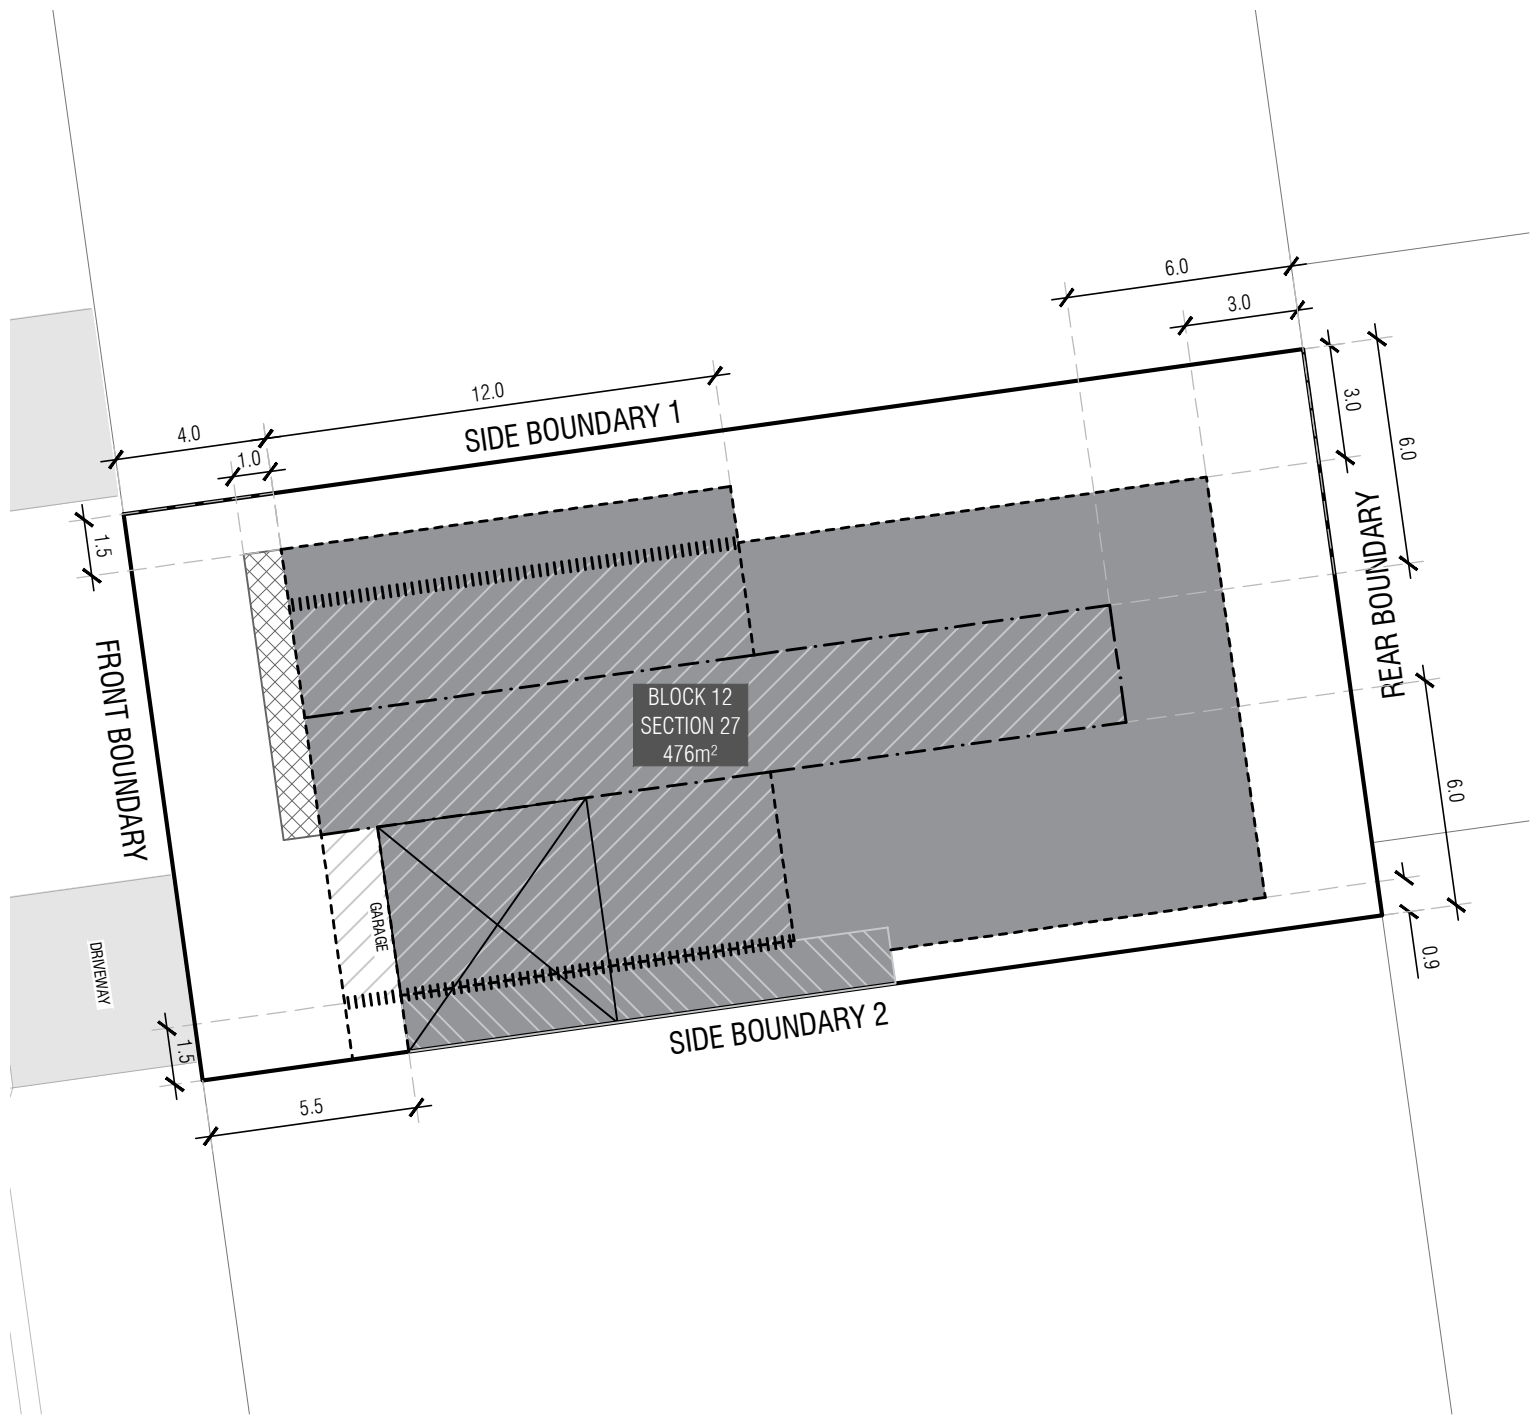 6.0
3.0
12.0
SIDE BOUNDARY 1
4.0
1.0
3.0
6.0
1.5
REAR BOUNDARY
FRONT BOUNDARY
BLOCK 12
SECTION 27
476m²
6.0
GARAGE
DRIVEWAY
0.9
SIDE BOUNDARY 2
1.5
5.5